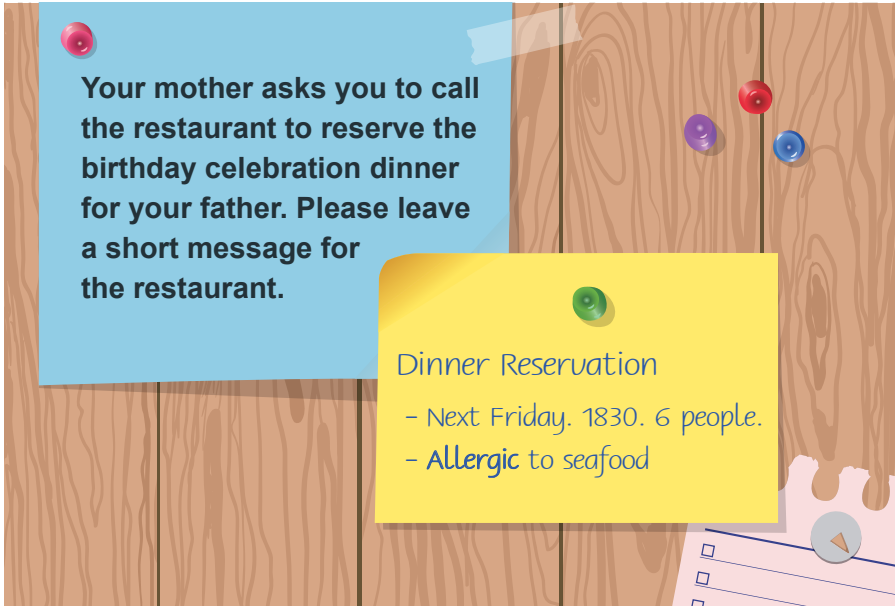 Your mother asks you to call
the restaurant to reserve the
birthday celebration dinner
for your father. Please leave
a short message for
the restaurant.
Dinner Reservation
- Next Friday. 1830. 6 people.
- Allergic to seafood